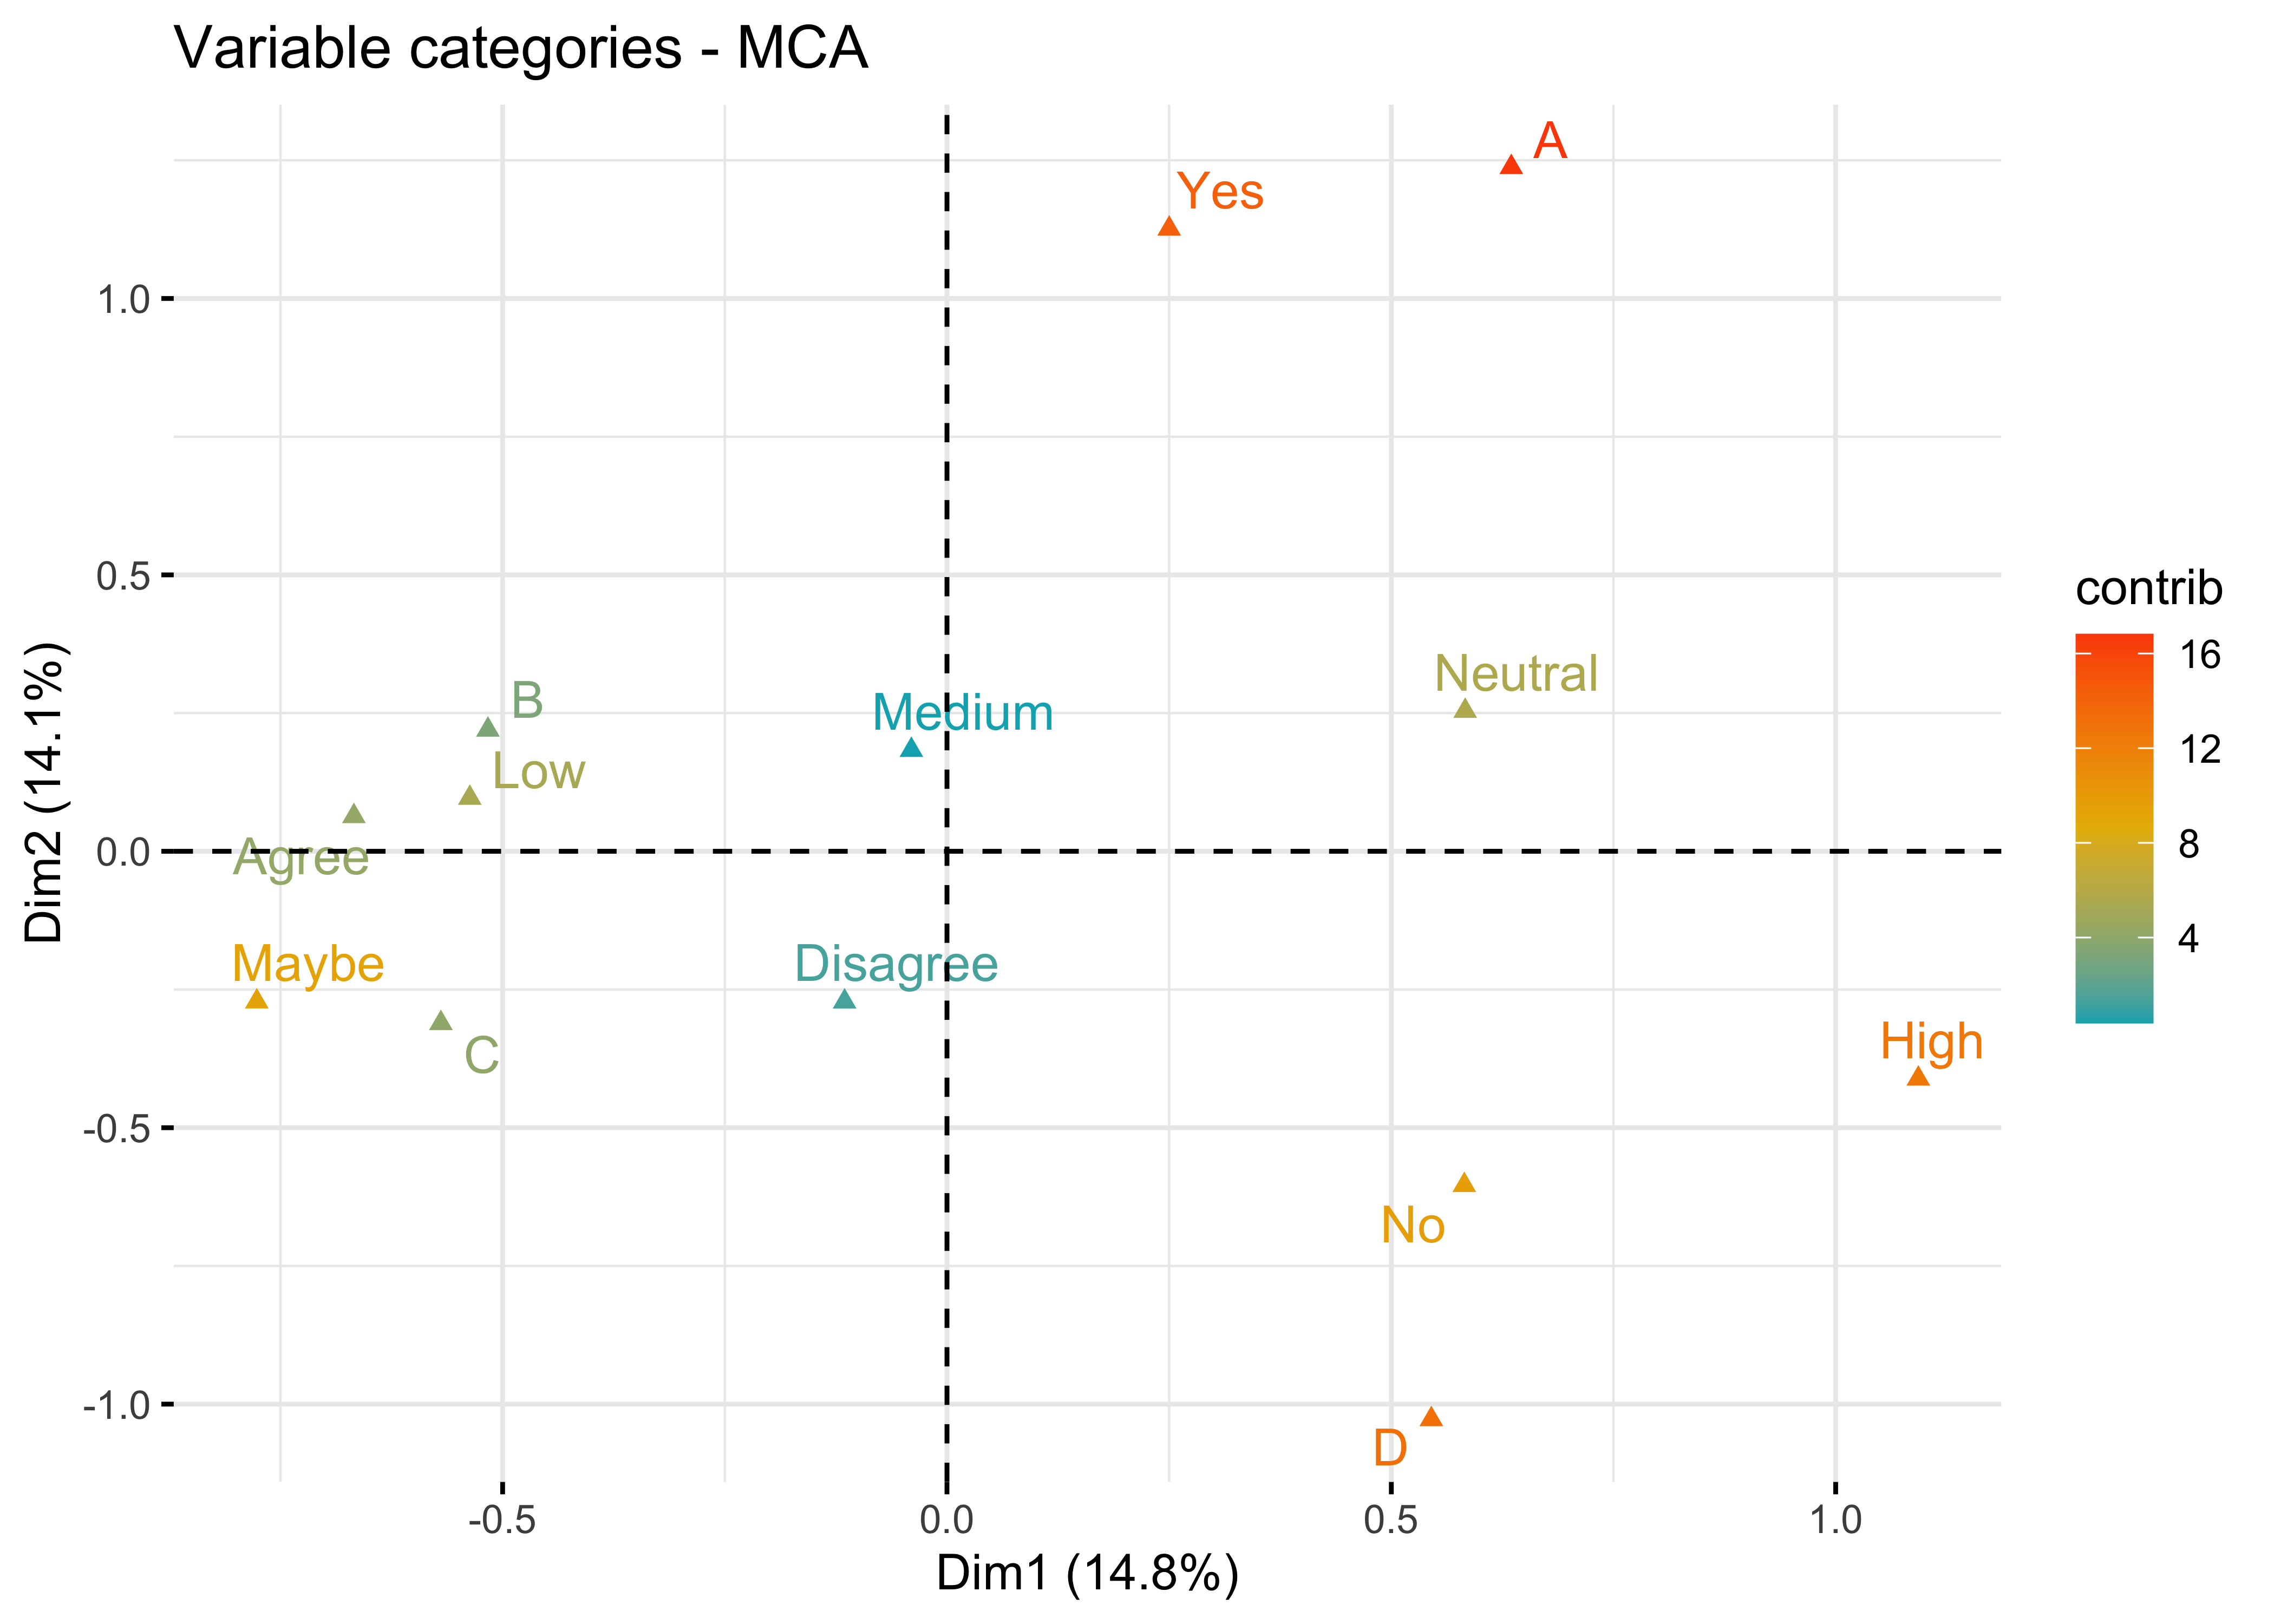 Variable categories - MCA
A
Yes
1.0
0.5
Neutral
B
Medium
Low
0.0
Agree
Maybe
Disagree
C
High
-0.5
No
D
-1.0
-0.5
0.0
0.5
1.0
Dim1 (14.8%)
Dim2 (14.1%)
contrib
16
12
8
4